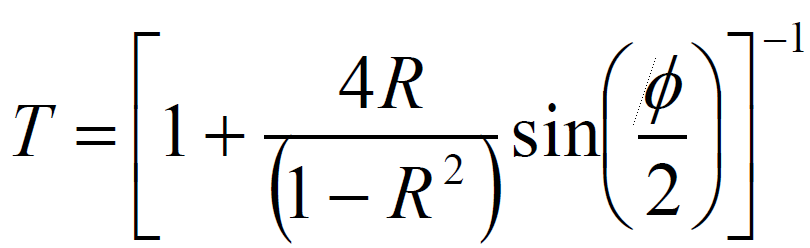 T = [1 + 4R/(1 − R²) sin(ϕ/2)]⁻¹